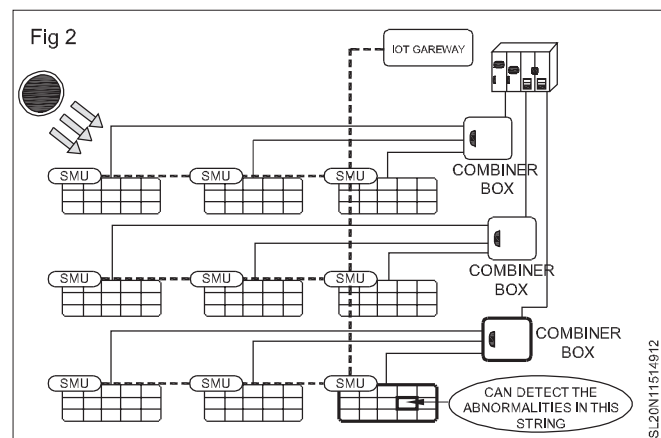 Fig 2
IOT GAREWAY
SMU
SMU
SMU
COMBINER
BOX
SMU
SMU
SMU
COMBINER
BOX
SMU
SMU
SMU
COMBINER
BOX
CAN DETECT THE
ABNORMALITIES IN THIS
STRING
SL20N11514912